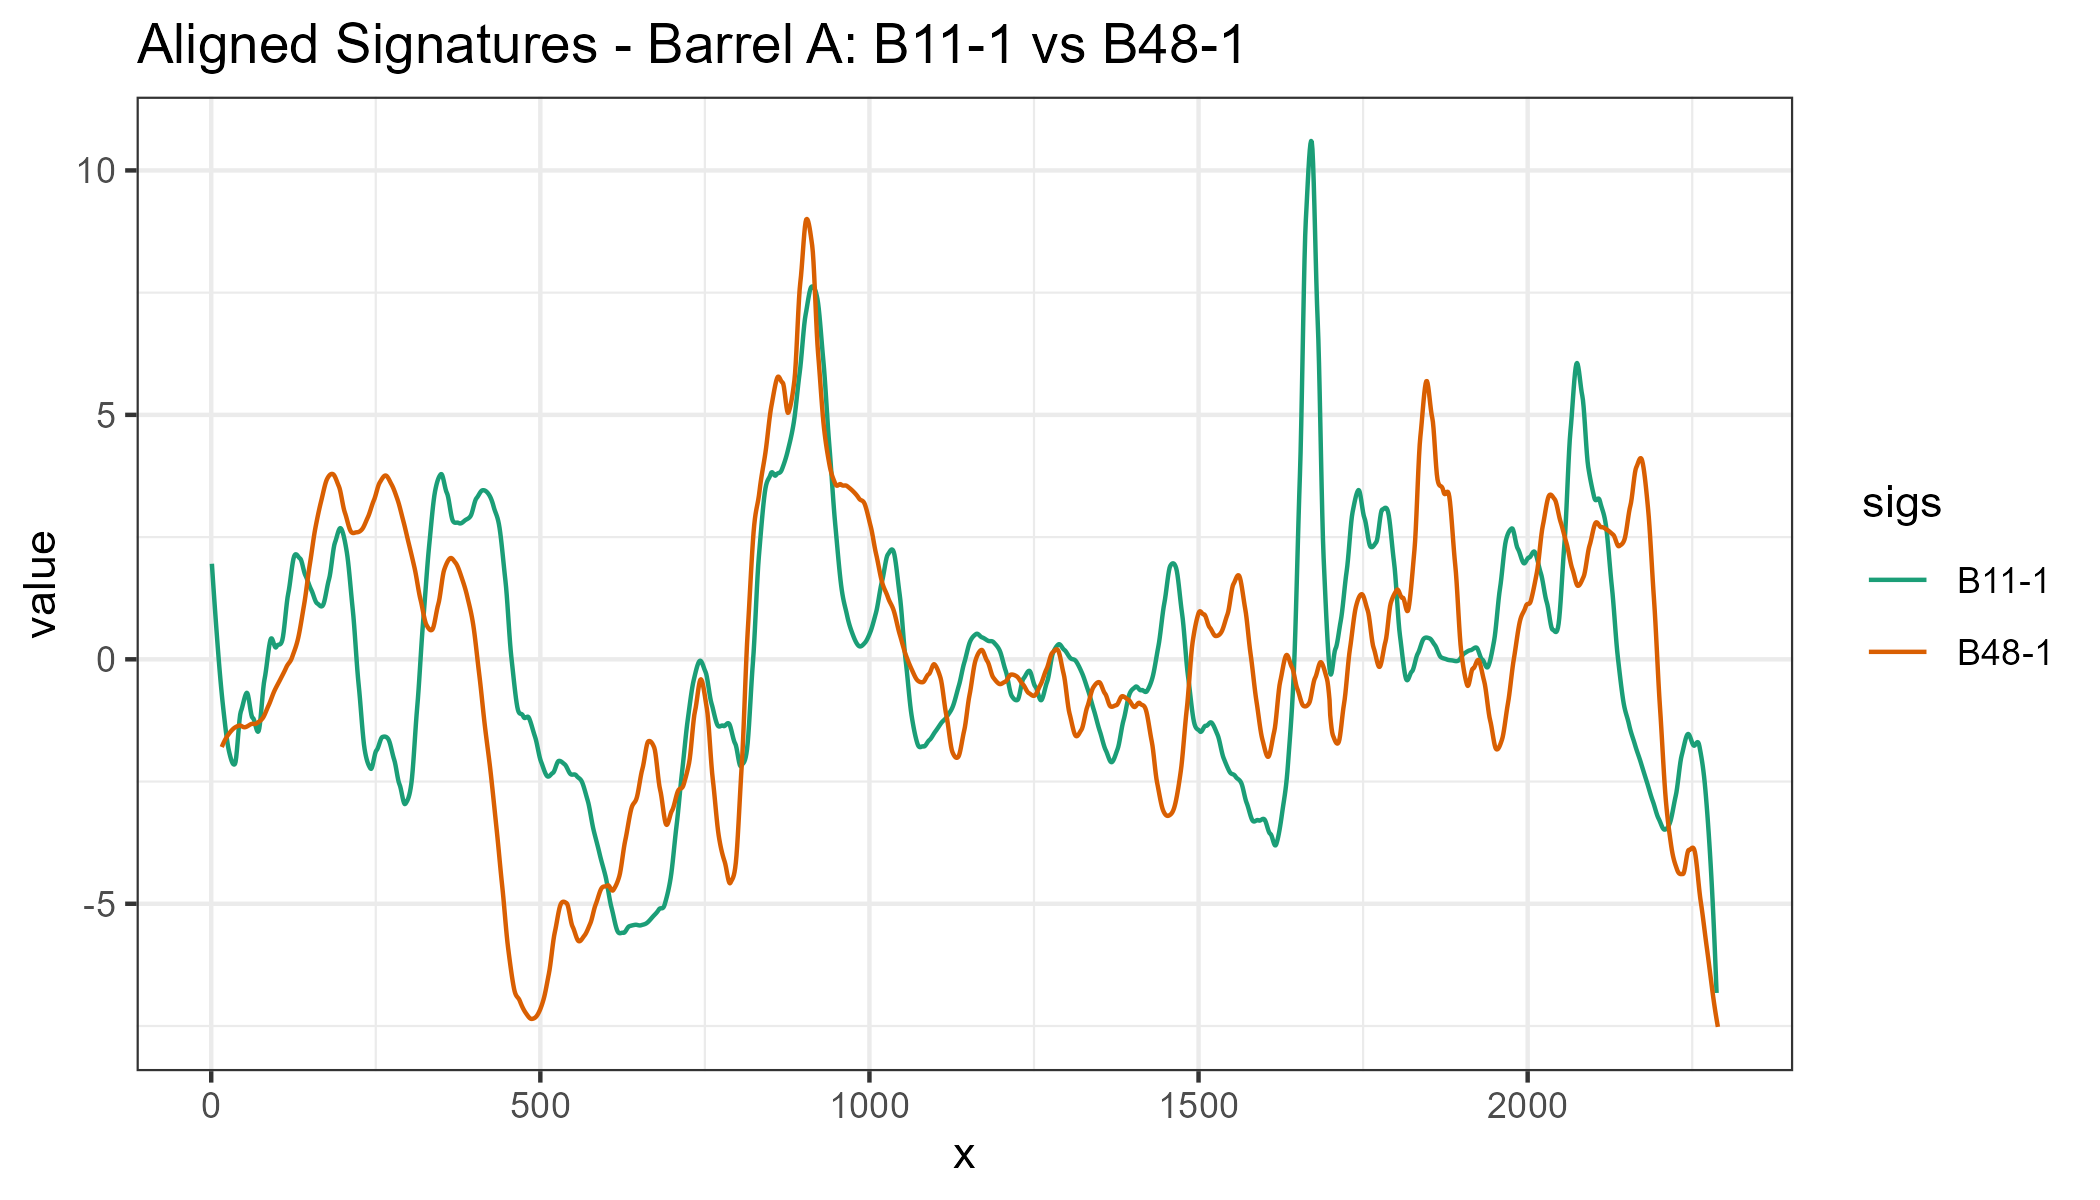 Aligned Signatures - Barrel A: B11-1 vs B48-1
10
5
0
-5
value
0 500 1000 1500 2000
x
sigs
B11-1
B48-1